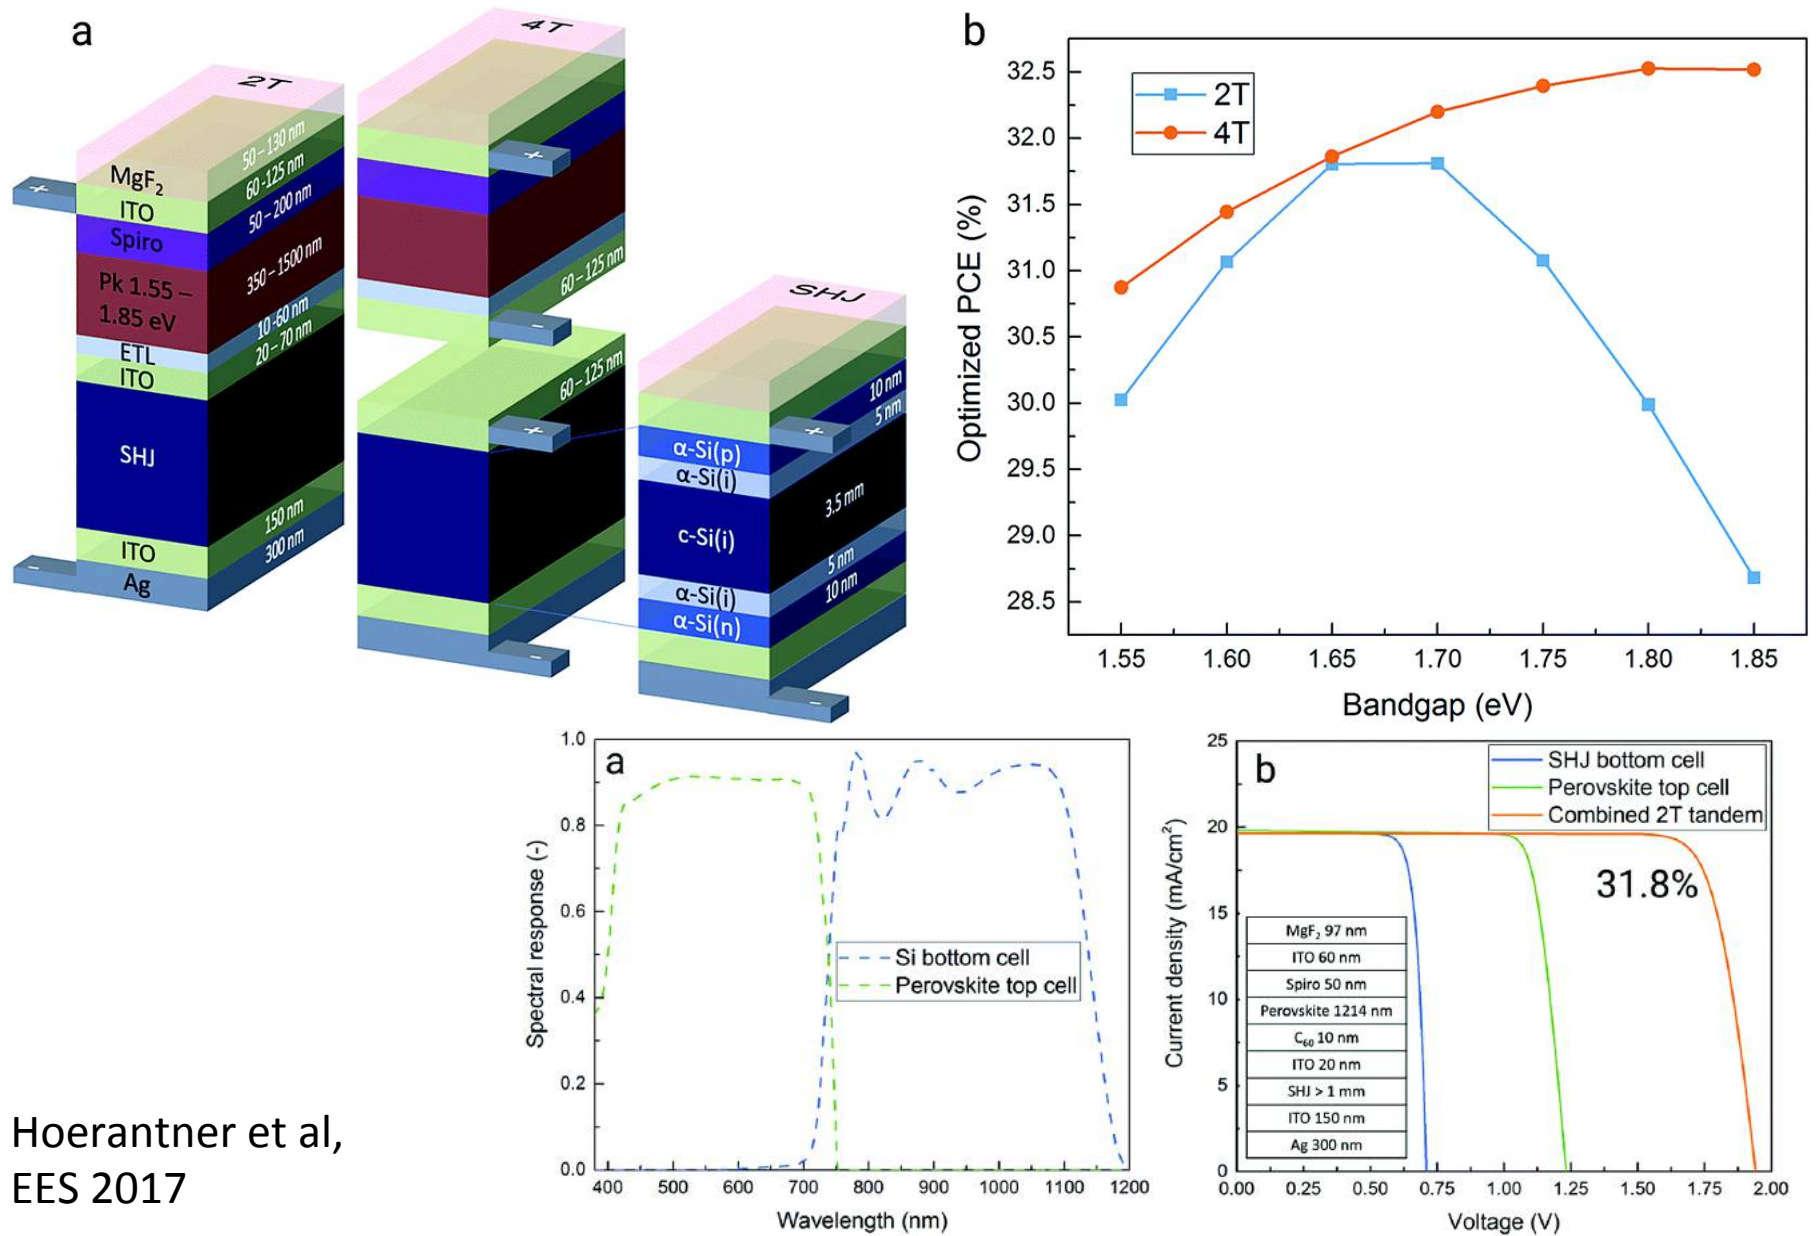 a
2T
MgF2
ITO
Spiro
Pk 1.55 –
1.85 eV
ETL
ITO
SHJ
ITO
Ag
+
-
50 – 130 nm
60 -125 nm
50 – 200 nm
350 – 1500 nm
10 -60 nm
20 – 70 nm
150 nm
300 nm
4T
+
-
60 – 125 nm
60 – 125 nm
+
-
SHJ
+
-
α-Si(p)
α-Si(i)
c-Si(i)
α-Si(i)
α-Si(n)
10 nm
5 nm
3.5 mm
5 nm
10 nm
b
2T
4T
Optimized PCE (%)
32.5
32.0
31.5
31.0
30.5
30.0
29.5
29.0
28.5
1.55 1.60 1.65 1.70 1.75 1.80 1.85
Bandgap (eV)
a
Spectral response (-)
1.0
0.8
0.6
0.4
0.2
0.0
Si bottom cell
Perovskite top cell
400 500 600 700 800 900 1000 1100 1200
Wavelength (nm)
b
SHJ bottom cell
Perovskite top cell
Combined 2T tandem
31.8%
Current density (mA/cm²)
25
20
15
10
5
0
MgF2 97 nm
ITO 60 nm
Spiro 50 nm
Perovskite 1214 nm
C60 10 nm
ITO 20 nm
SHJ > 1 mm
ITO 150 nm
Ag 300 nm
0.00 0.25 0.50 0.75 1.00 1.25 1.50 1.75 2.00
Voltage (V)
Hoerantner et al,
EES 2017